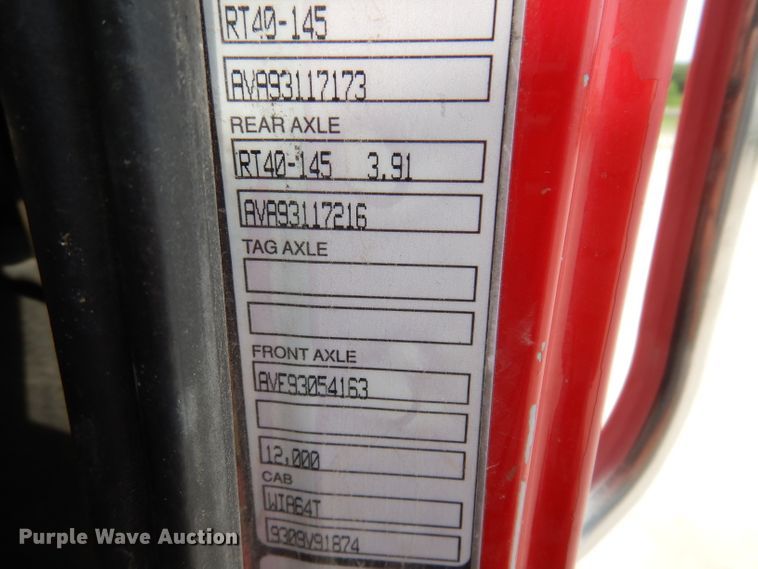 RT40-145
AVA93117173
REAR AXLE
RT40-145 3.91
AVA93117216
TAG AXLE
FRONT AXLE
AVF93054163
12,000
CAB
WIA64T
9309V91874
Purple Wave Auction